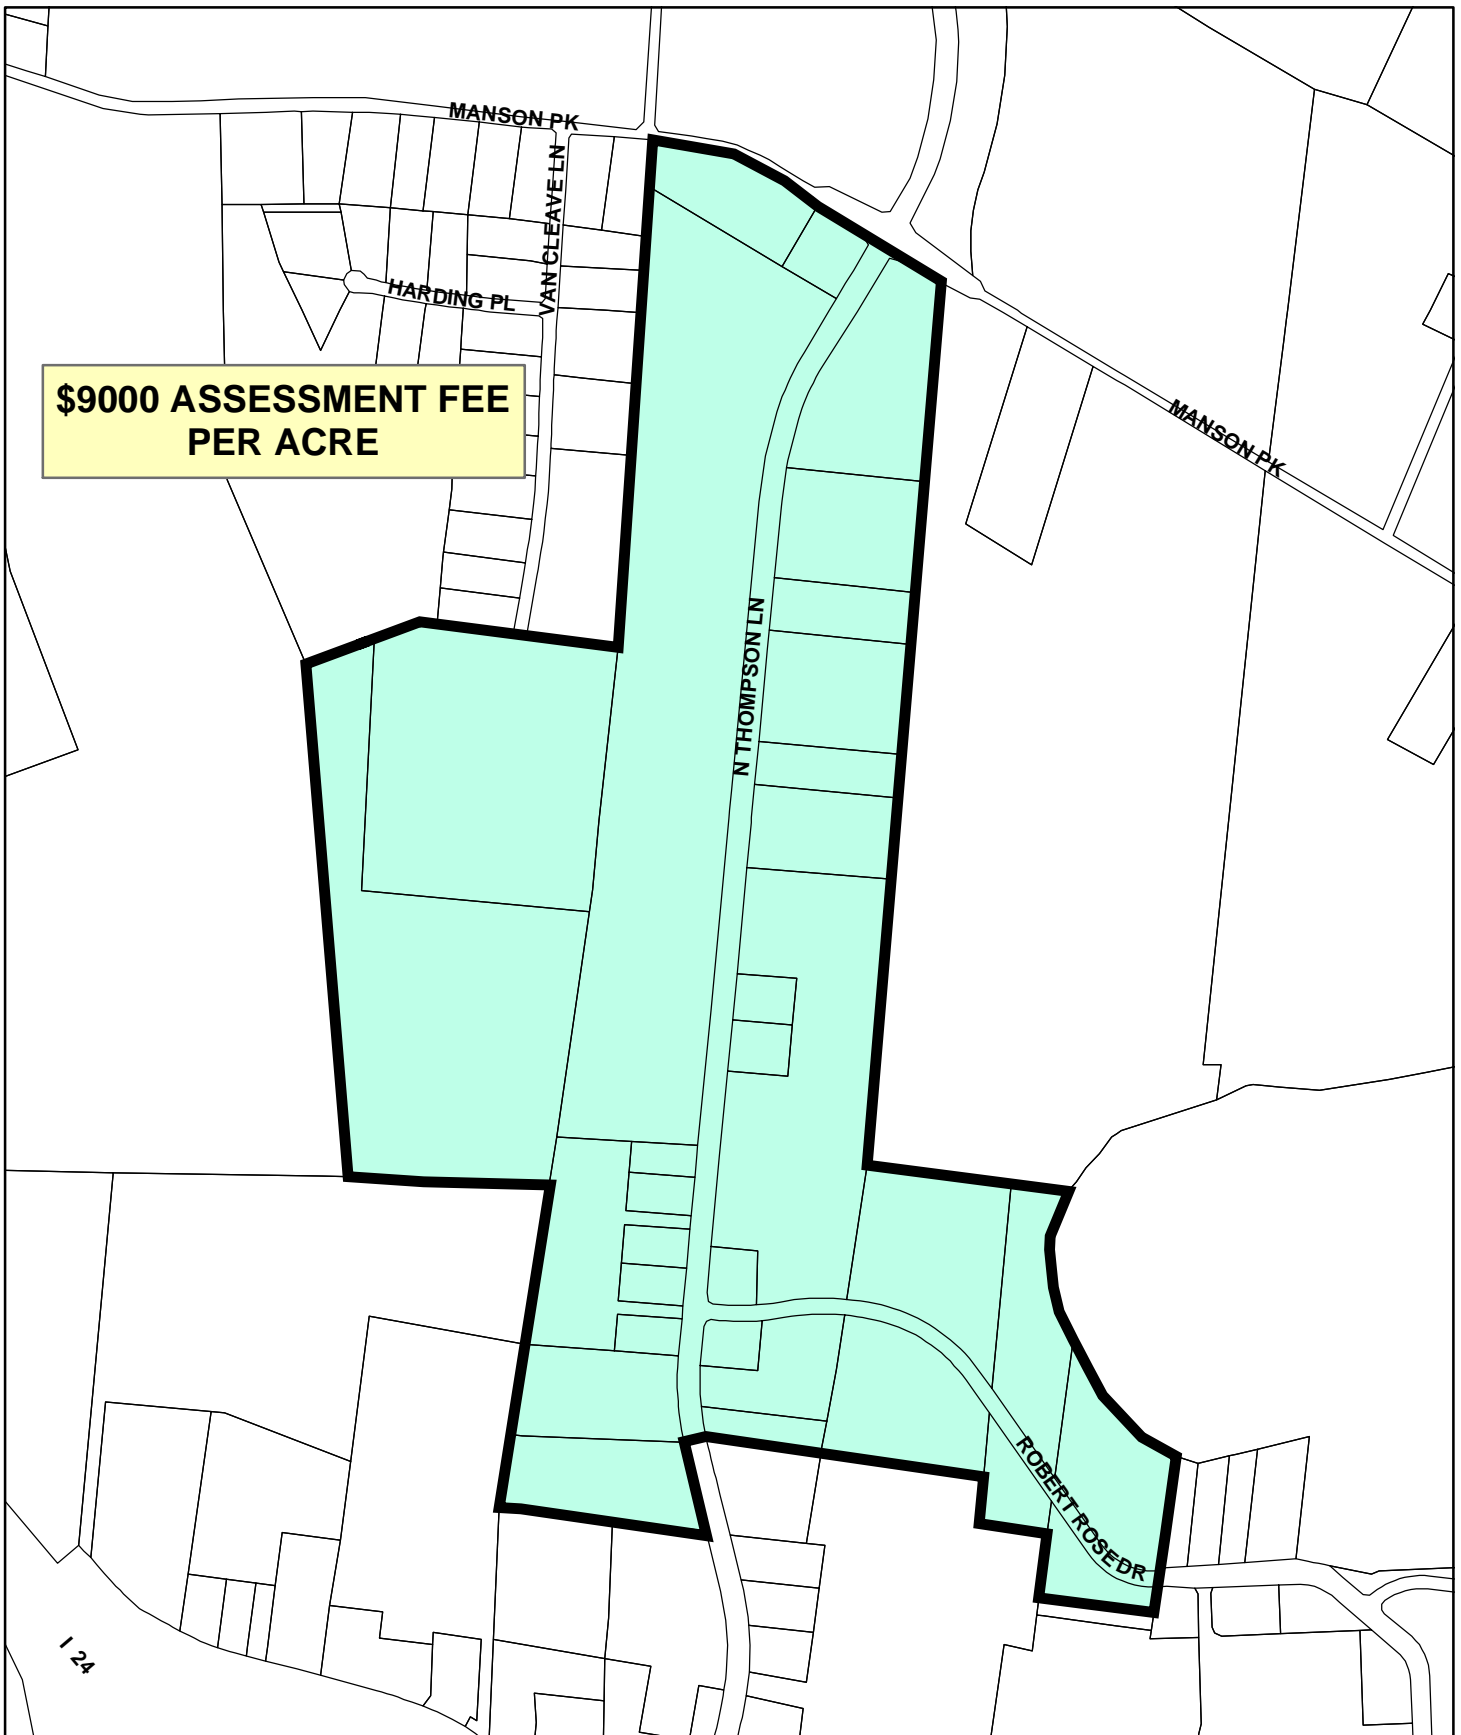 MANSON PK
VAN CLEAVE LN
HARDING PL
$9000 ASSESSMENT FEE
PER ACRE
MANSON PK
N THOMPSON LN
ROBERT ROSE DR
I 24